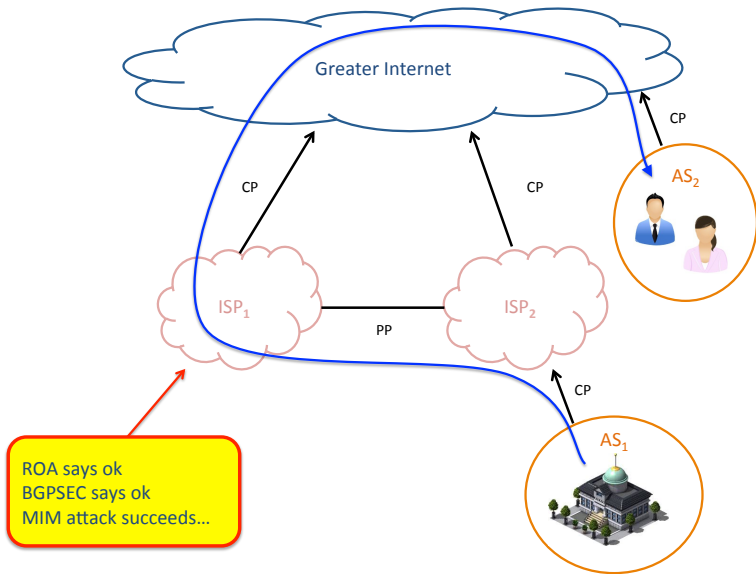 Greater Internet
CP
CP
CP
AS₂
ISP₁
ISP₂
PP
CP
AS₁
ROA says ok
BGPSEC says ok
MIM attack succeeds...